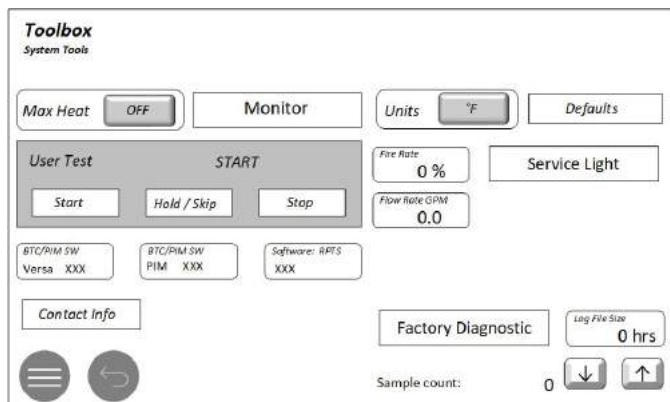 Toolbox
System Tools
Max Heat OFF Monitor Units °F Defaults
User Test START
Fire Rate
0 %
Service Light
Start Hold / Skip Stop
Flow Rate GPM
0.0
BTC/PIM SW
Versa XXX
BTC/PIM SW
PIM XXX
Software: RPTS
XXX
Contact Info
Factory Diagnostic
Log File Size
0 hrs
Sample count: 0